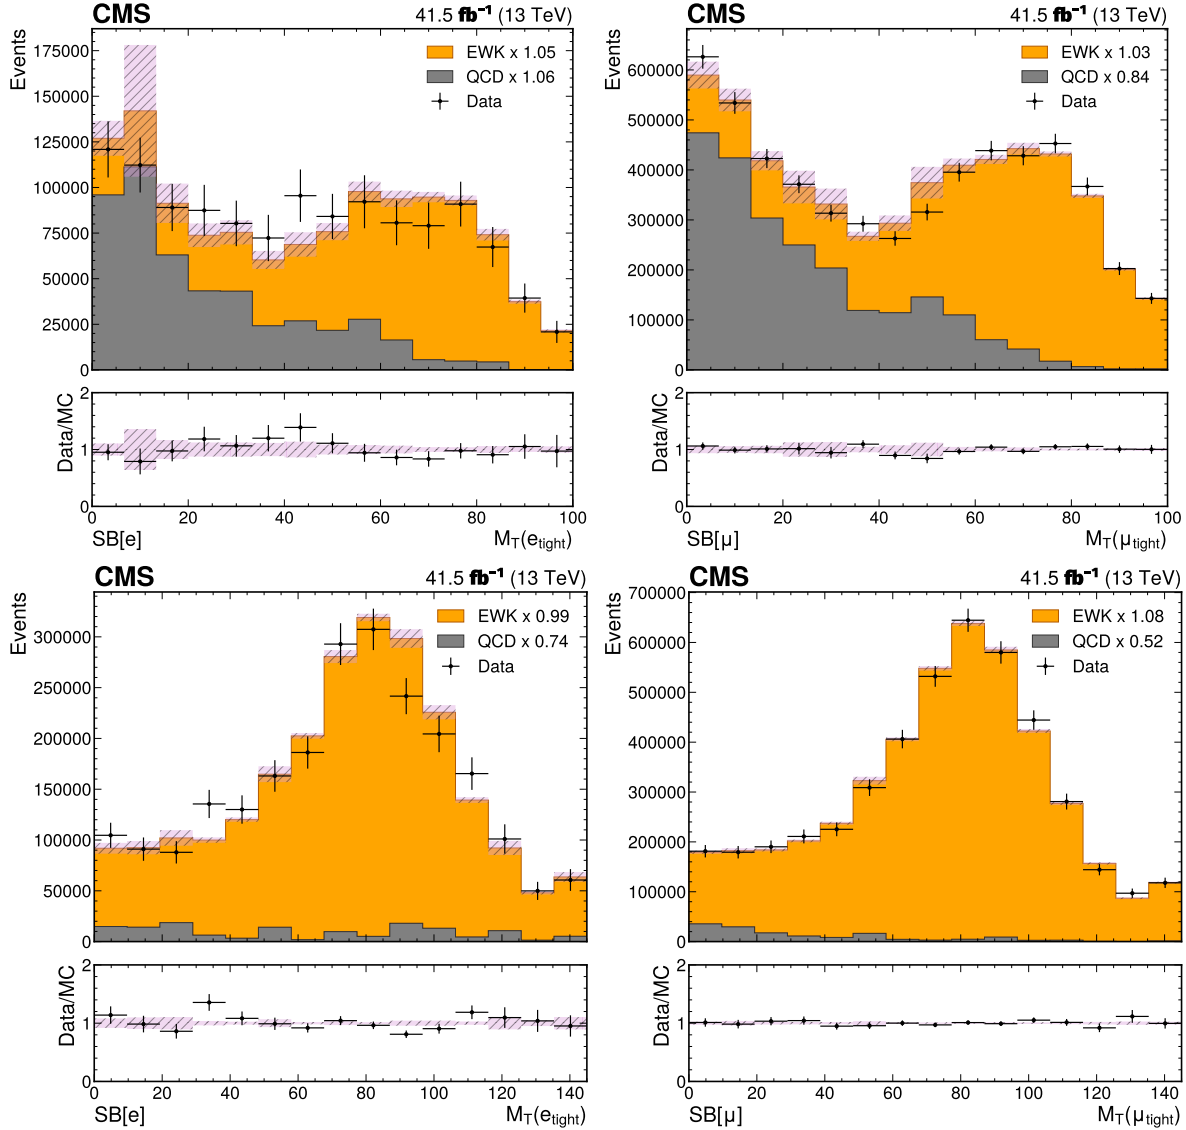 CMS 41.5 fb⁻¹ (13 TeV)
Events
EWK x 1.05
QCD x 1.06
Data
175000
150000
125000
100000
75000
50000
25000
0
Data/MC
2
1
0
0 20 40 60 80 100
SB[e] M_T(e_tight)
CMS 41.5 fb⁻¹ (13 TeV)
Events
EWK x 1.03
QCD x 0.84
Data
600000
500000
400000
300000
200000
100000
0
Data/MC
2
1
0
0 20 40 60 80 100
SB[μ] M_T(μ_tight)
CMS 41.5 fb⁻¹ (13 TeV)
Events
EWK x 0.99
QCD x 0.74
Data
300000
250000
200000
150000
100000
50000
0
Data/MC
2
1
0
0 20 40 60 80 100 120 140
SB[e] M_T(e_tight)
CMS 41.5 fb⁻¹ (13 TeV)
Events
EWK x 1.08
QCD x 0.52
Data
700000
600000
500000
400000
300000
200000
100000
0
Data/MC
2
1
0
0 20 40 60 80 100 120 140
SB[μ] M_T(μ_tight)